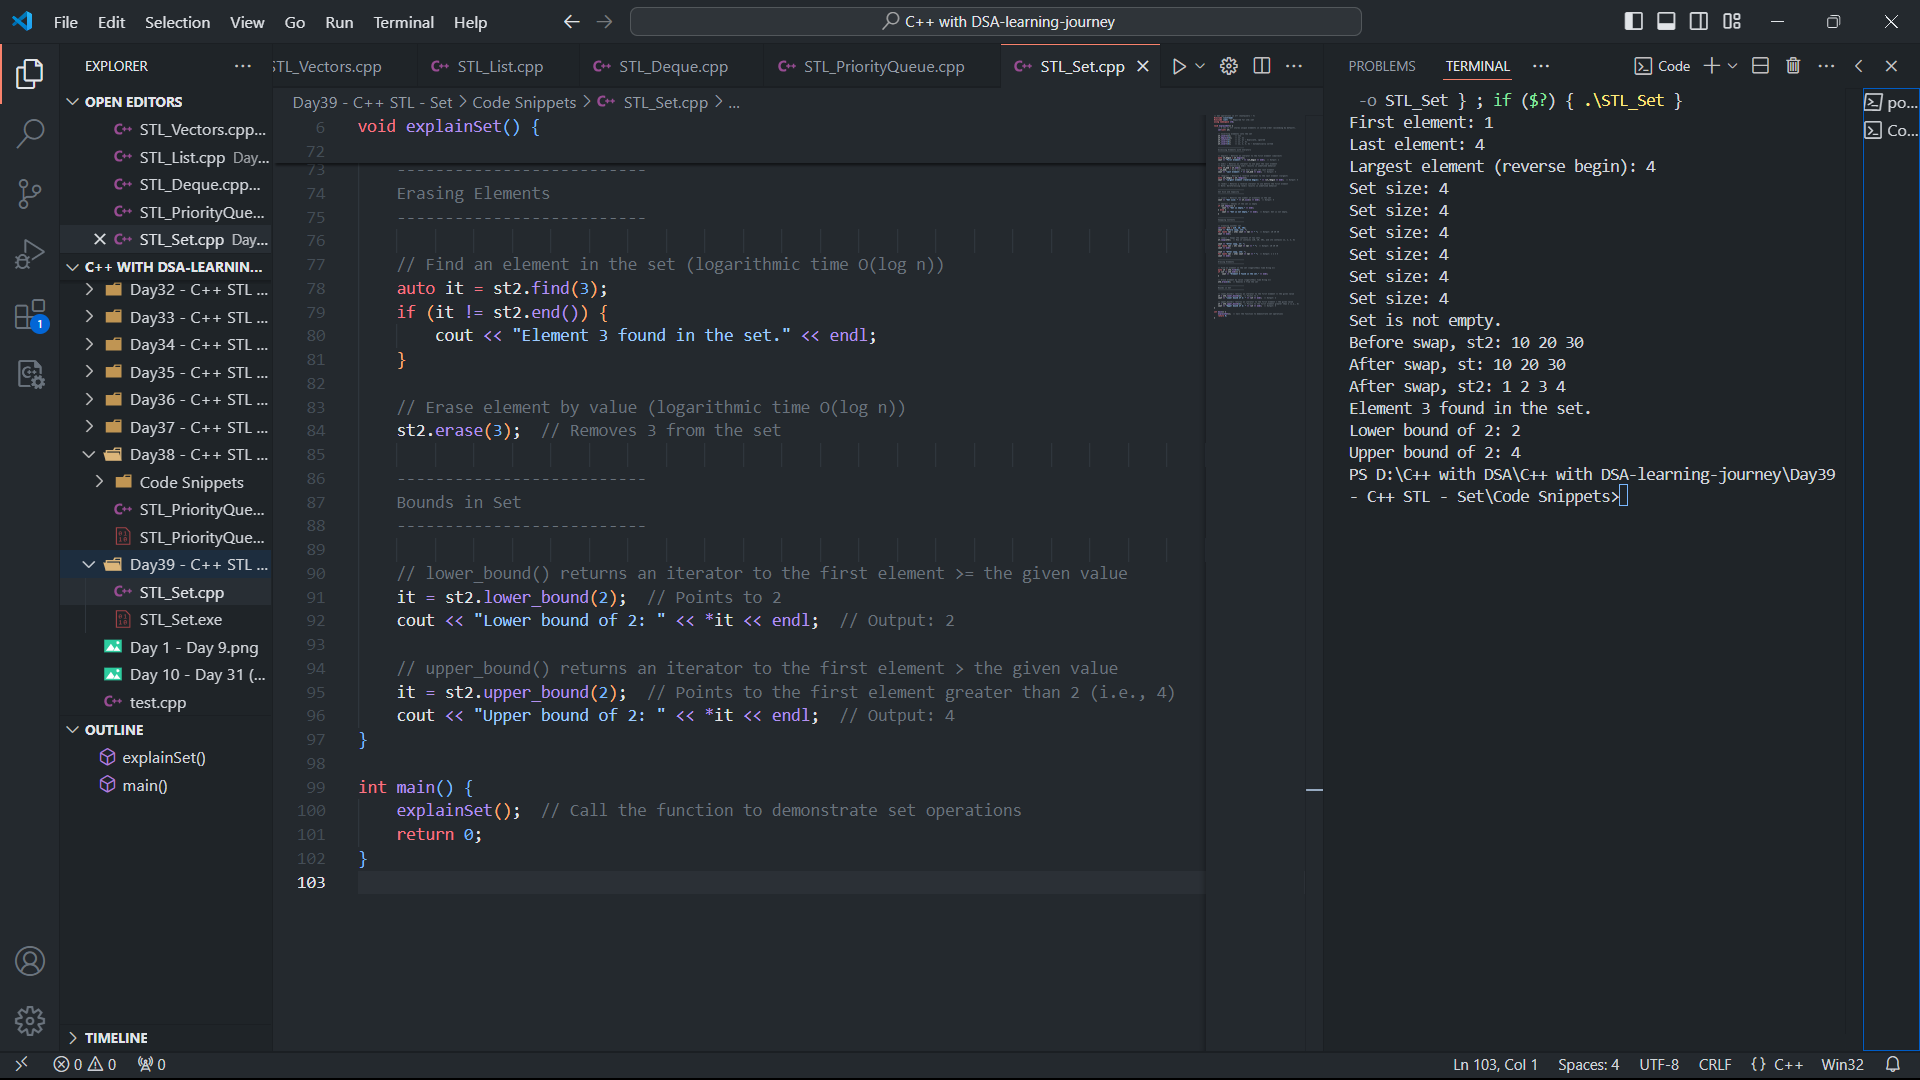 File Edit Selection View Go Run Terminal Help
C++ with DSA-learning-journey
EXPLORER
OPEN EDITORS
STL_Vectors.cpp...
STL_List.cpp Day...
STL_Deque.cpp...
STL_PriorityQue...
STL_Set.cpp Day...
C++ WITH DSA-LEARNIN...
Day32 - C++ STL ...
Day33 - C++ STL ...
Day34 - C++ STL ...
Day35 - C++ STL ...
Day36 - C++ STL ...
Day37 - C++ STL ...
Day38 - C++ STL ...
Code Snippets
STL_PriorityQue...
STL_PriorityQue...
Day39 - C++ STL ...
STL_Set.cpp
STL_Set.exe
Day 1 - Day 9.png
Day 10 - Day 31 (...
test.cpp
OUTLINE
explainSet()
main()
TIMELINE
STL_Vectors.cpp STL_List.cpp STL_Deque.cpp STL_PriorityQueue.cpp STL_Set.cpp
Day39 - C++ STL - Set > Code Snippets > STL_Set.cpp > ...
6 void explainSet() {
72
73 --------------------------
74 Erasing Elements
75 --------------------------
76
77 // Find an element in the set (logarithmic time O(log n))
78 auto it = st2.find(3);
79 if (it != st2.end()) {
80 cout << "Element 3 found in the set." << endl;
81 }
82
83 // Erase element by value (logarithmic time O(log n))
84 st2.erase(3); // Removes 3 from the set
85
86 --------------------------
87 Bounds in Set
88 --------------------------
89
90 // lower_bound() returns an iterator to the first element >= the given value
91 it = st2.lower_bound(2); // Points to 2
92 cout << "Lower bound of 2: " << *it << endl; // Output: 2
93
94 // upper_bound() returns an iterator to the first element > the given value
95 it = st2.upper_bound(2); // Points to the first element greater than 2 (i.e., 4)
96 cout << "Upper bound of 2: " << *it << endl; // Output: 4
97 }
98
99 int main() {
100 explainSet(); // Call the function to demonstrate set operations
101 return 0;
102 }
103
PROBLEMS TERMINAL ... Code
-o STL_Set } ; if ($?) { .\STL_Set }
First element: 1
Last element: 4
Largest element (reverse begin): 4
Set size: 4
Set size: 4
Set size: 4
Set size: 4
Set size: 4
Set size: 4
Set is not empty.
Before swap, st2: 10 20 30
After swap, st: 10 20 30
After swap, st2: 1 2 3 4
Element 3 found in the set.
Lower bound of 2: 2
Upper bound of 2: 4
PS D:\C++ with DSA\C++ with DSA-learning-journey\Day39
- C++ STL - Set\Code Snippets>
po...
Co...
1
0 0 0
Ln 103, Col 1 Spaces: 4 UTF-8 CRLF {} C++ Win32